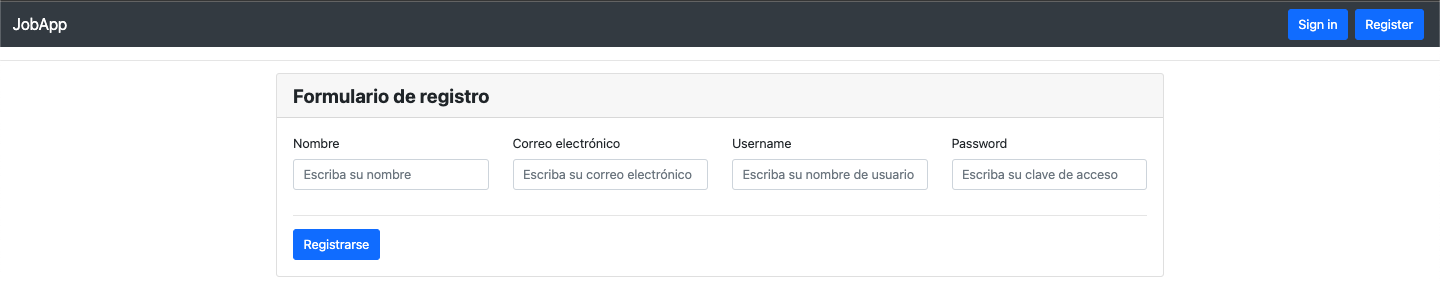 JobApp Sign in Register
Formulario de registro
Nombre Correo electrónico Username Password
Escriba su nombre Escriba su correo electrónico Escriba su nombre de usuario Escriba su clave de acceso
Registrarse